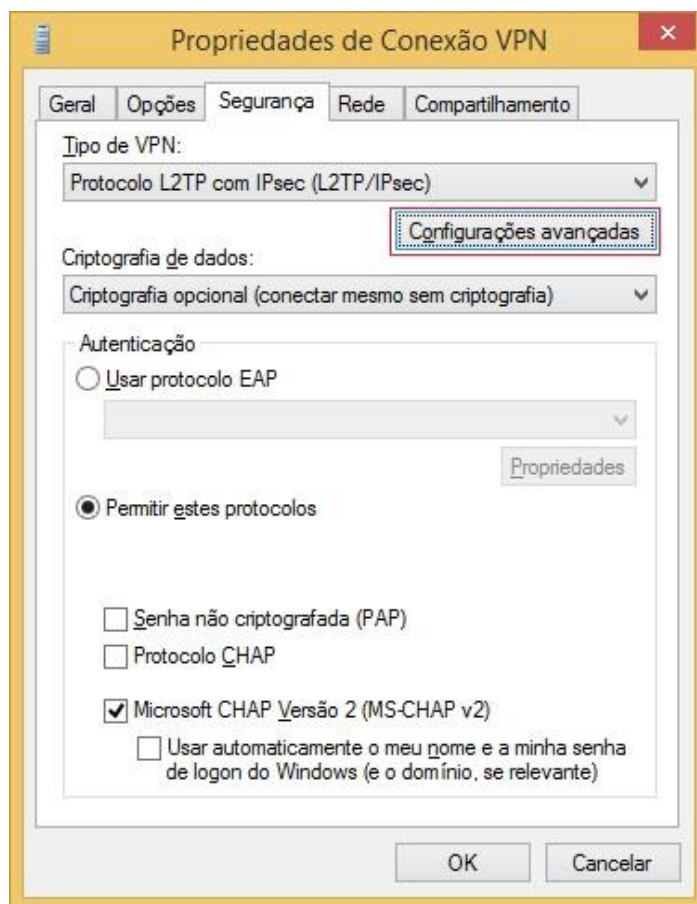 Propriedades de Conexão VPN
Geral Opções Segurança Rede Compartilhamento
Tipo de VPN:
Protocolo L2TP com IPsec (L2TP/IPsec)
Configurações avançadas
Criptografia de dados:
Criptografia opcional (conectar mesmo sem criptografia)
Autenticação
Usar protocolo EAP
Propriedades
Permitir estes protocolos
Senha não criptografada (PAP)
Protocolo CHAP
Microsoft CHAP Versão 2 (MS-CHAP v2)
Usar automaticamente o meu nome e a minha senha
de logon do Windows (e o domínio, se relevante)
OK Cancelar